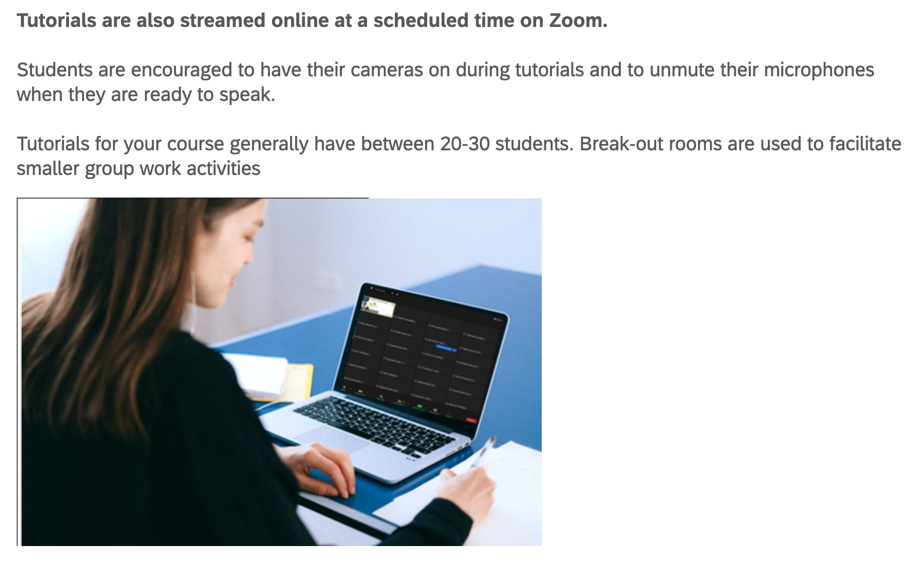 Tutorials are also streamed online at a scheduled time on Zoom.
Students are encouraged to have their cameras on during tutorials and to unmute their microphones
when they are ready to speak.
Tutorials for your course generally have between 20-30 students. Break-out rooms are used to facilitate
smaller group work activities